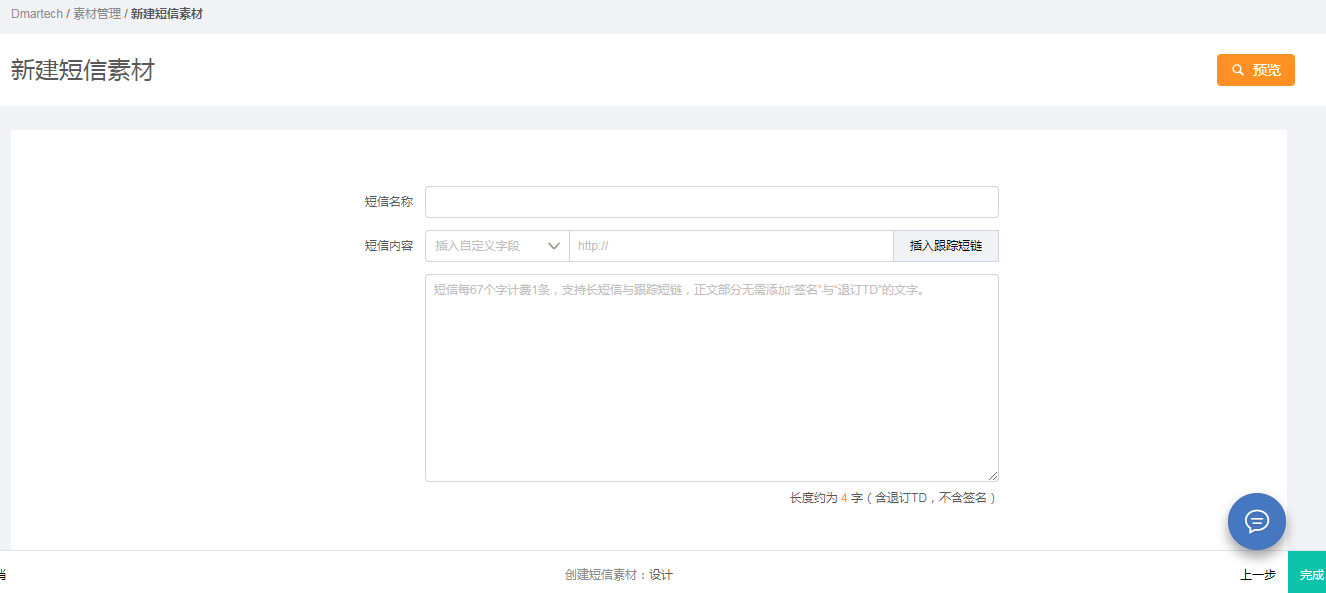 Dmartech / 素材管理 / 新建短信素材
新建短信素材
预览
短信名称
短信内容 插入自定义字段 http:// 插入跟踪短链
短信每67个字计费1条，支持长短信与跟踪短链，正文部分无需添加“签名”与“退订TD”的文字。
长度约为 4 字（含退订TD，不含签名）
创建短信素材：设计 上一步 完成